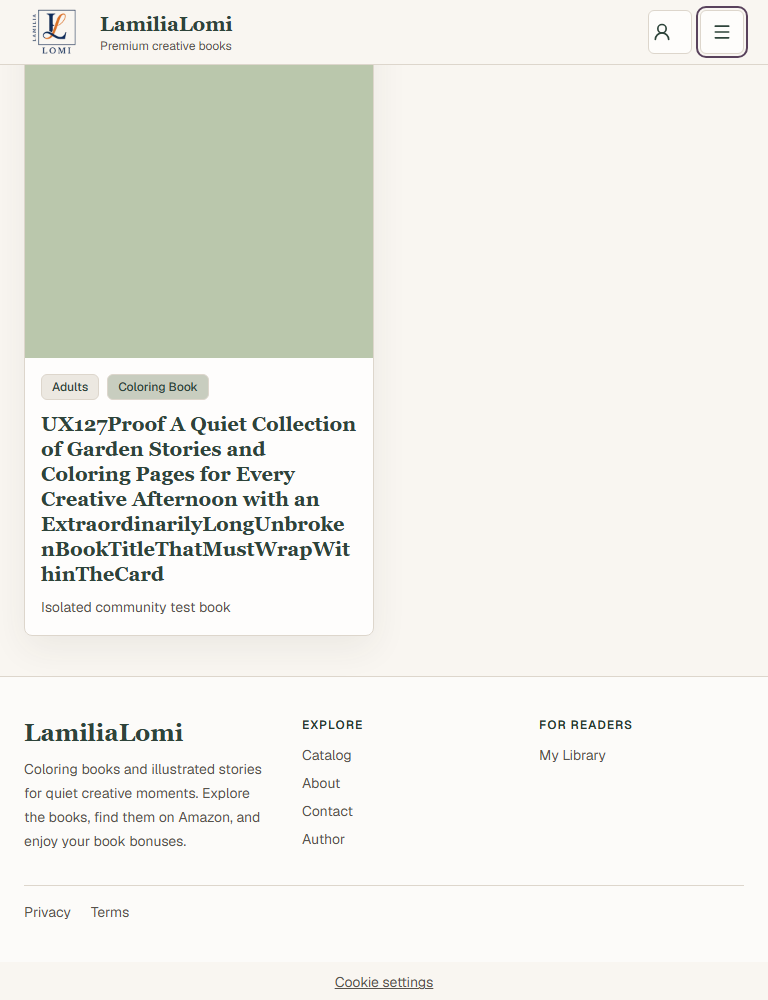 LAMILIA
L
LOMI
LamiliaLomi
Premium creative books
Adults
Coloring Book
UX127Proof A Quiet Collection
of Garden Stories and
Coloring Pages for Every
Creative Afternoon with an
ExtraordinarilyLongUnbroke
nBookTitleThatMustWrapWit
hinTheCard
Isolated community test book
LamiliaLomi
Coloring books and illustrated stories
for quiet creative moments. Explore
the books, find them on Amazon, and
enjoy your book bonuses.
EXPLORE
Catalog
About
Contact
Author
FOR READERS
My Library
Privacy
Terms
Cookie settings